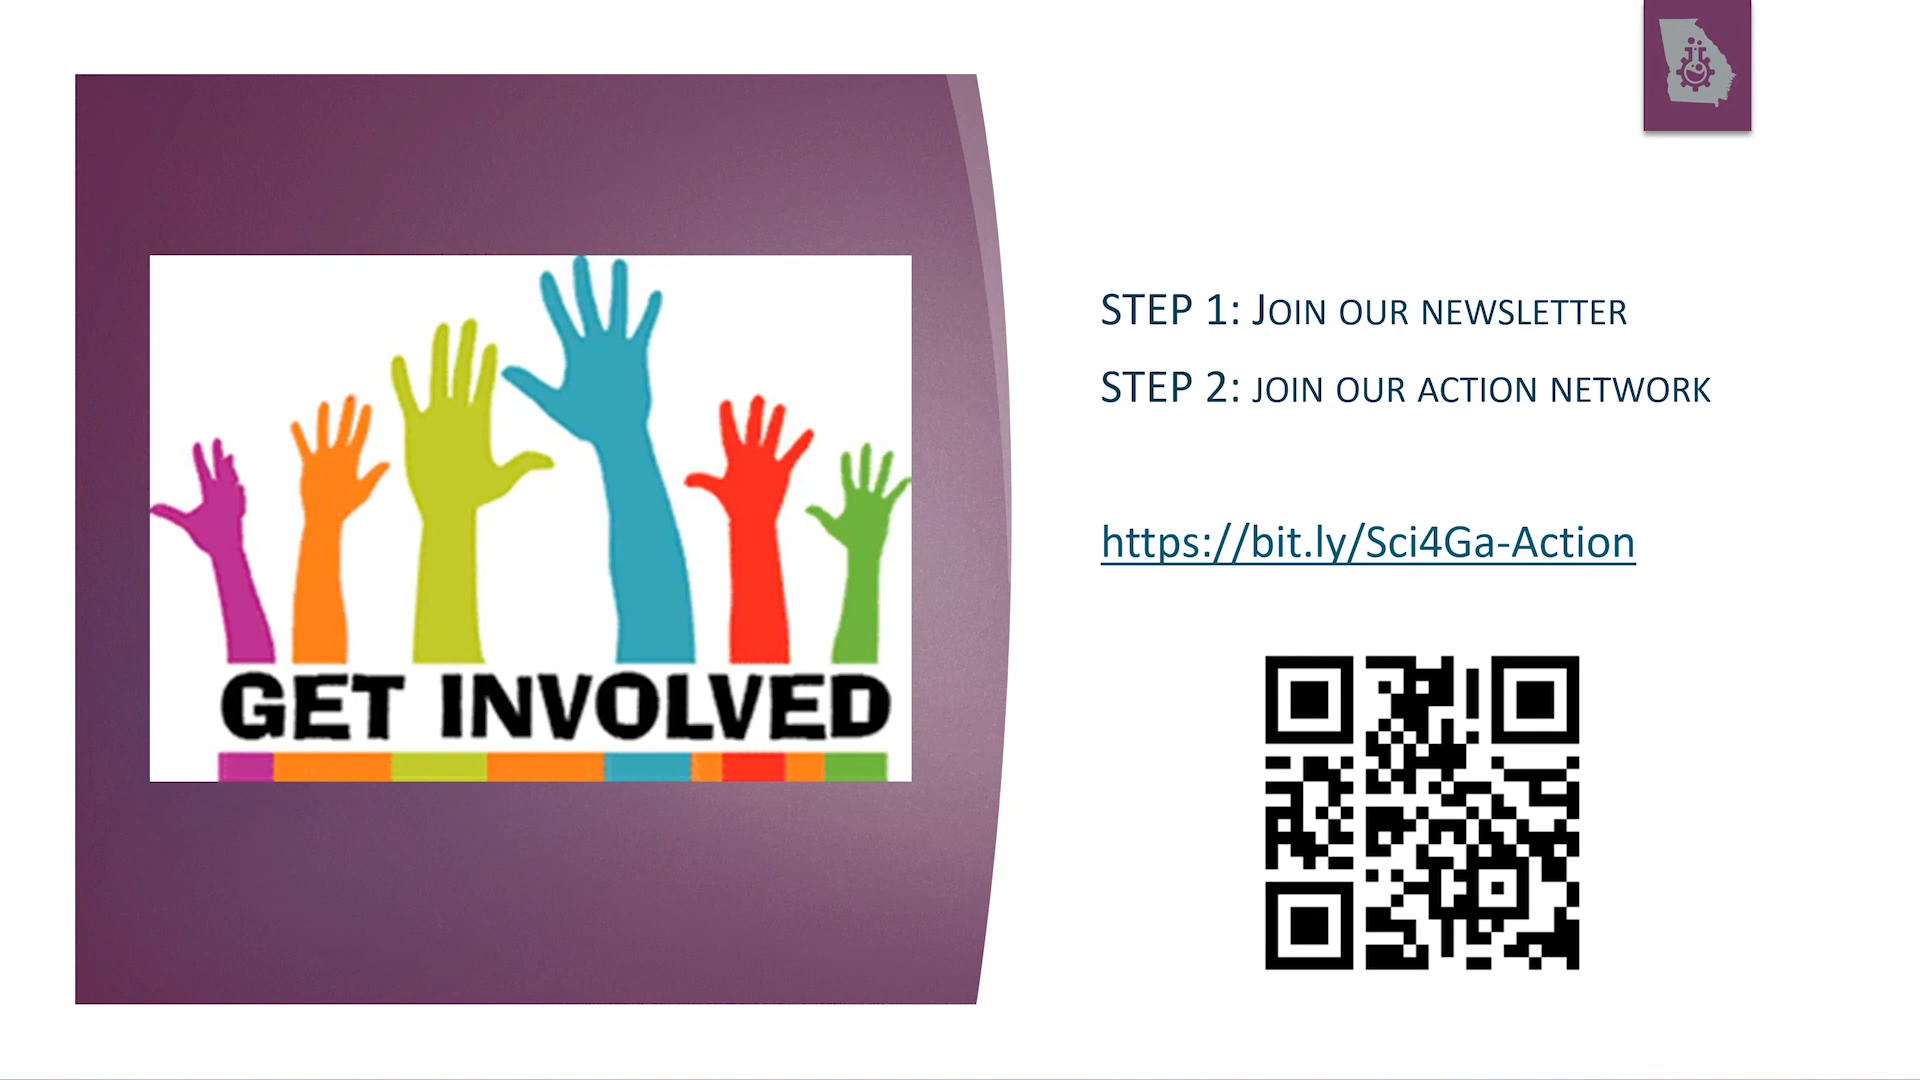 GET INVOLVED
STEP 1: JOIN OUR NEWSLETTER
STEP 2: JOIN OUR ACTION NETWORK
https://bit.ly/Sci4Ga-Action